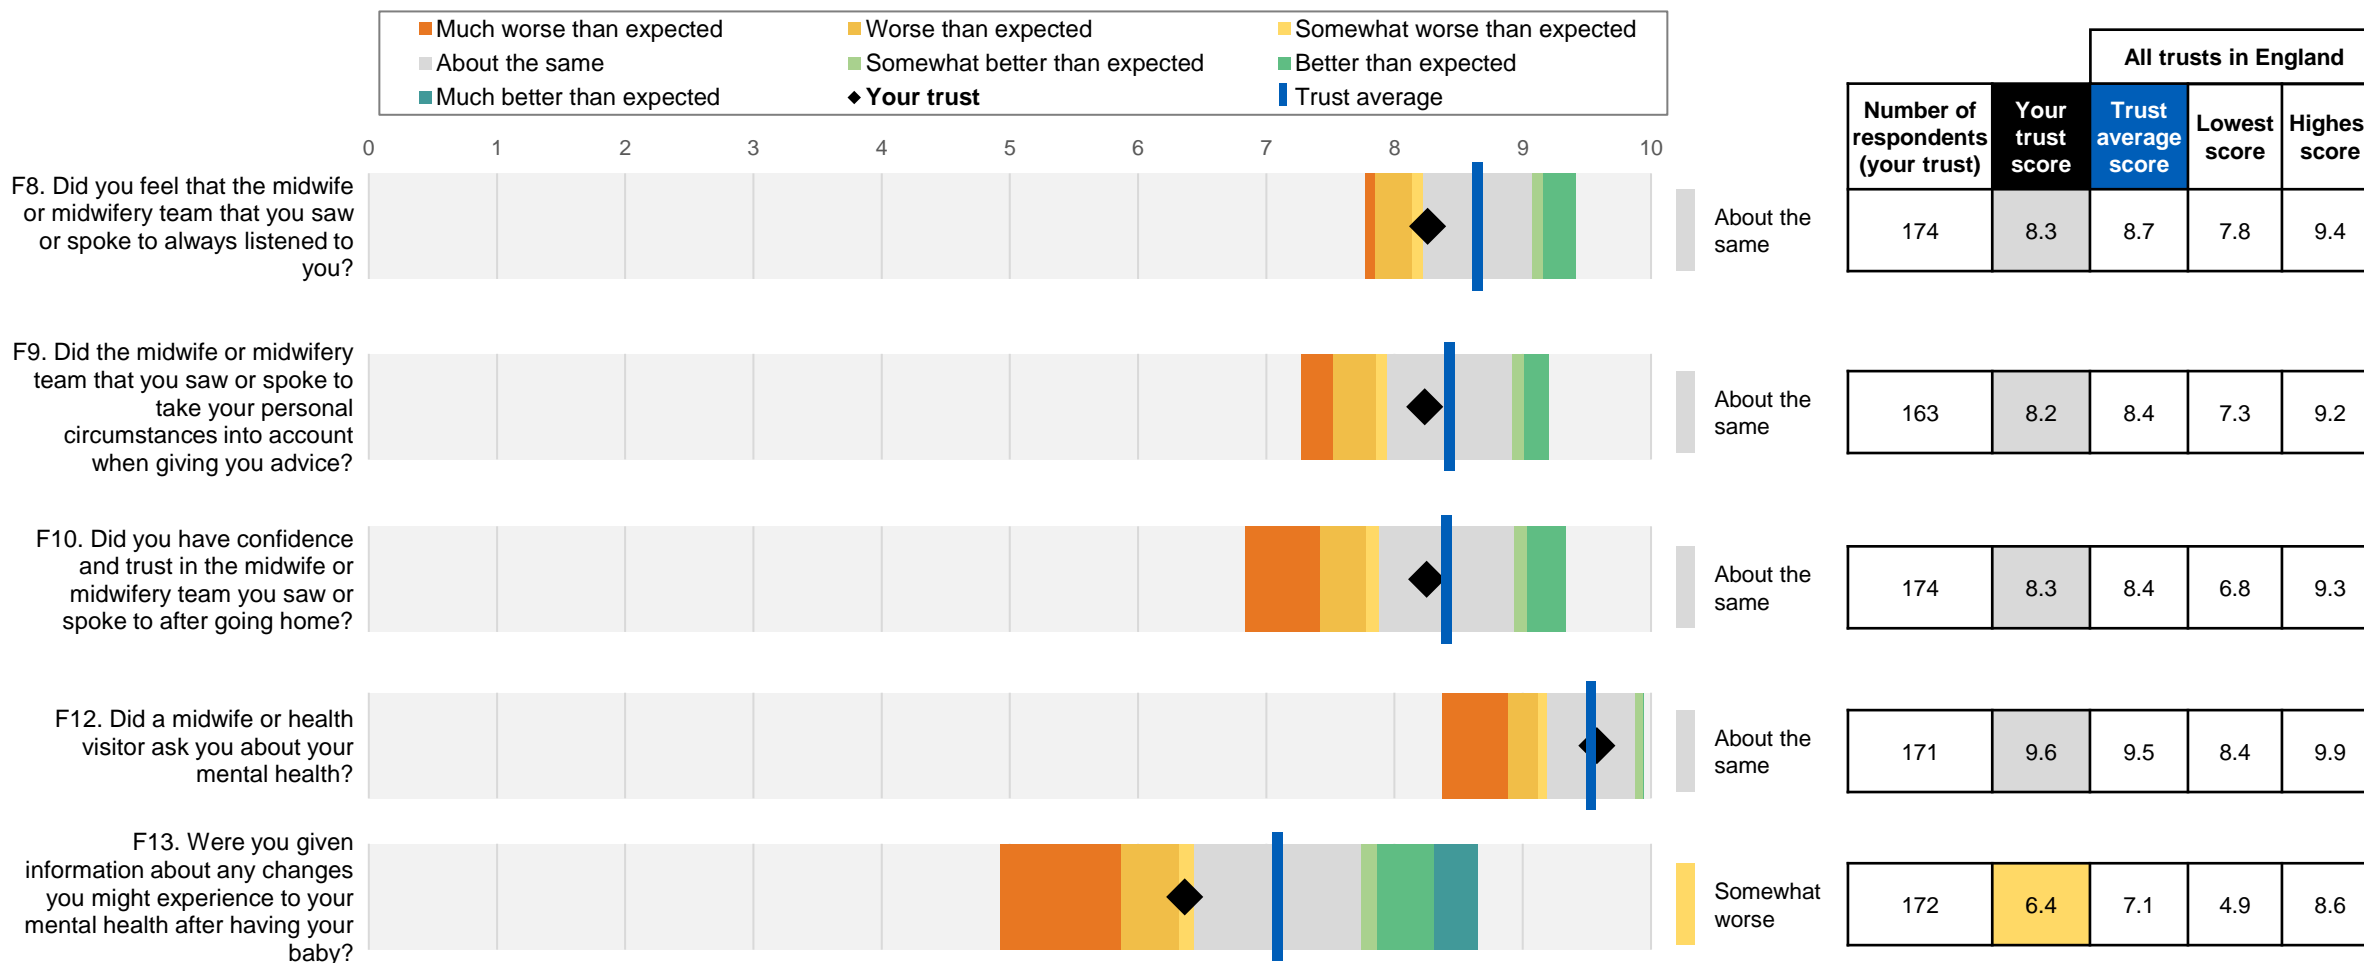 Much worse than expected
Worse than expected
Somewhat worse than expected
About the same
Somewhat better than expected
Better than expected
Much better than expected
Your trust
Trust average
All trusts in England
Number of respondents (your trust)
Your trust score
Trust average score
Lowest score
Highes score
0 1 2 3 4 5 6 7 8 9 10
F8. Did you feel that the midwife
or midwifery team that you saw
or spoke to always listened to
you?
About the
same
174 8.3 8.7 7.8 9.4
F9. Did the midwife or midwifery
team that you saw or spoke to
take your personal
circumstances into account
when giving you advice?
About the
same
163 8.2 8.4 7.3 9.2
F10. Did you have confidence
and trust in the midwife or
midwifery team you saw or
spoke to after going home?
About the
same
174 8.3 8.4 6.8 9.3
F12. Did a midwife or health
visitor ask you about your
mental health?
About the
same
171 9.6 9.5 8.4 9.9
F13. Were you given
information about any changes
you might experience to your
mental health after having your
baby?
Somewhat
worse
172 6.4 7.1 4.9 8.6